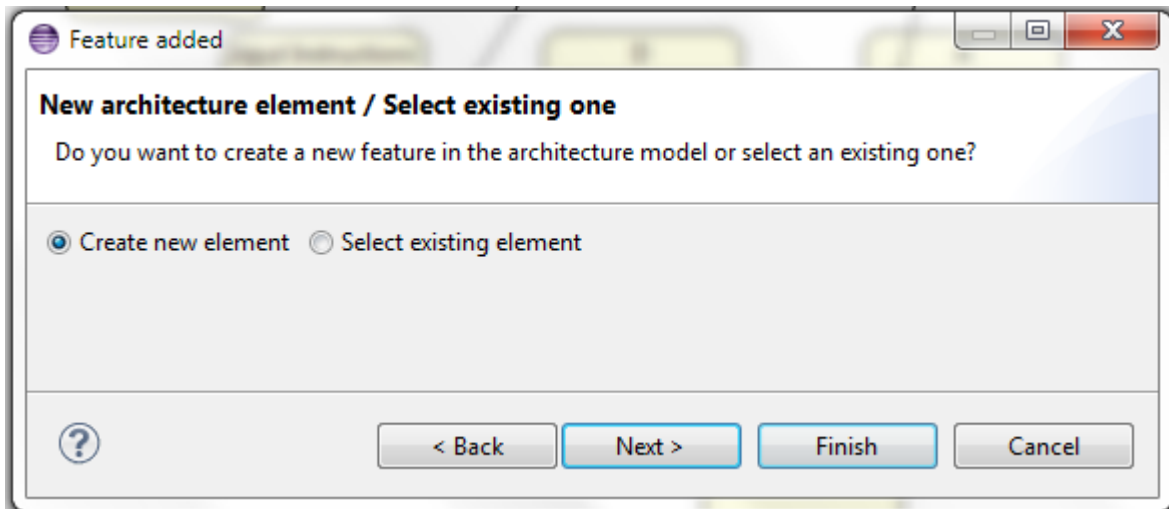 Feature added
New architecture element / Select existing one
Do you want to create a new feature in the architecture model or select an existing one?
Create new element Select existing element
? < Back Next > Finish Cancel